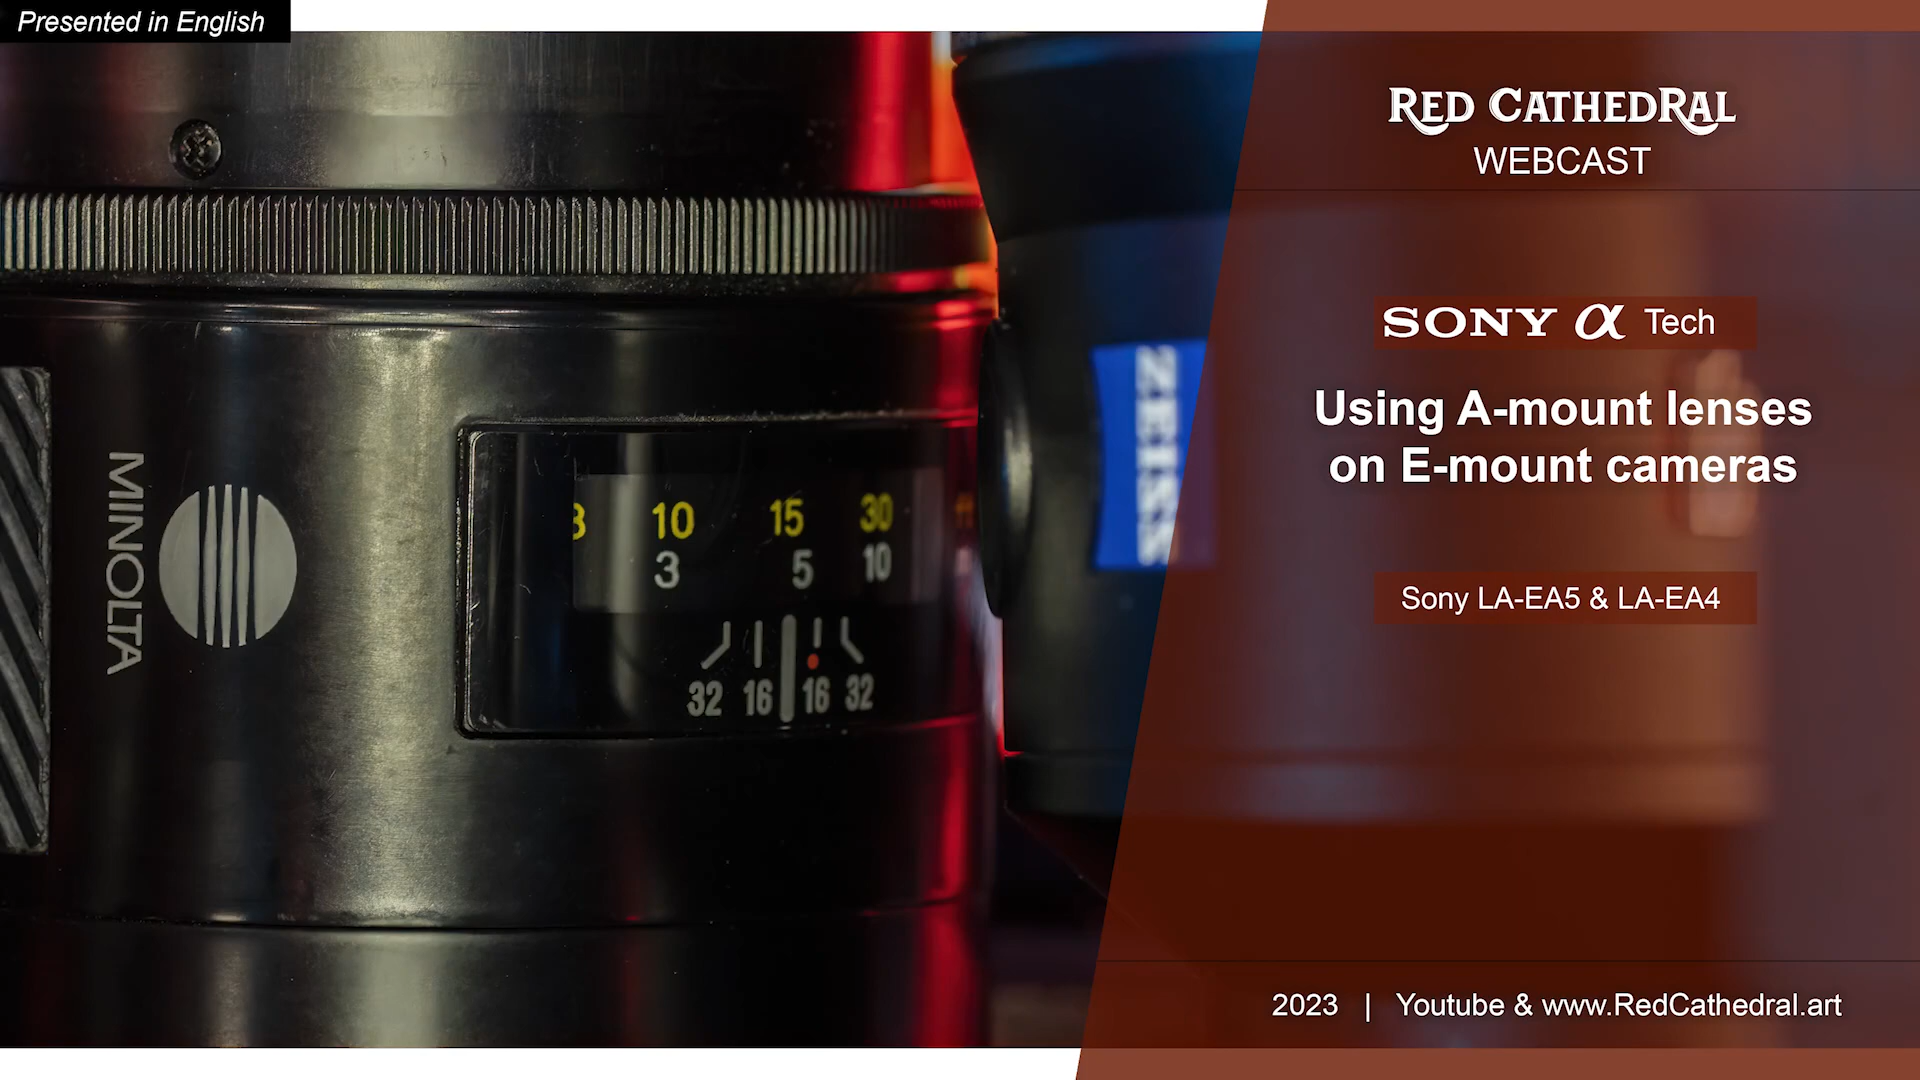 Presented in English
RED CATHEDRAL
WEBCAST
SONY α Tech
Using A-mount lenses
on E-mount cameras
Sony LA-EA5 & LA-EA4
2023 | Youtube & www.RedCathedral.art
MINOLTA
10 15 30
3 5 10
32 16 16 32
ZEISS